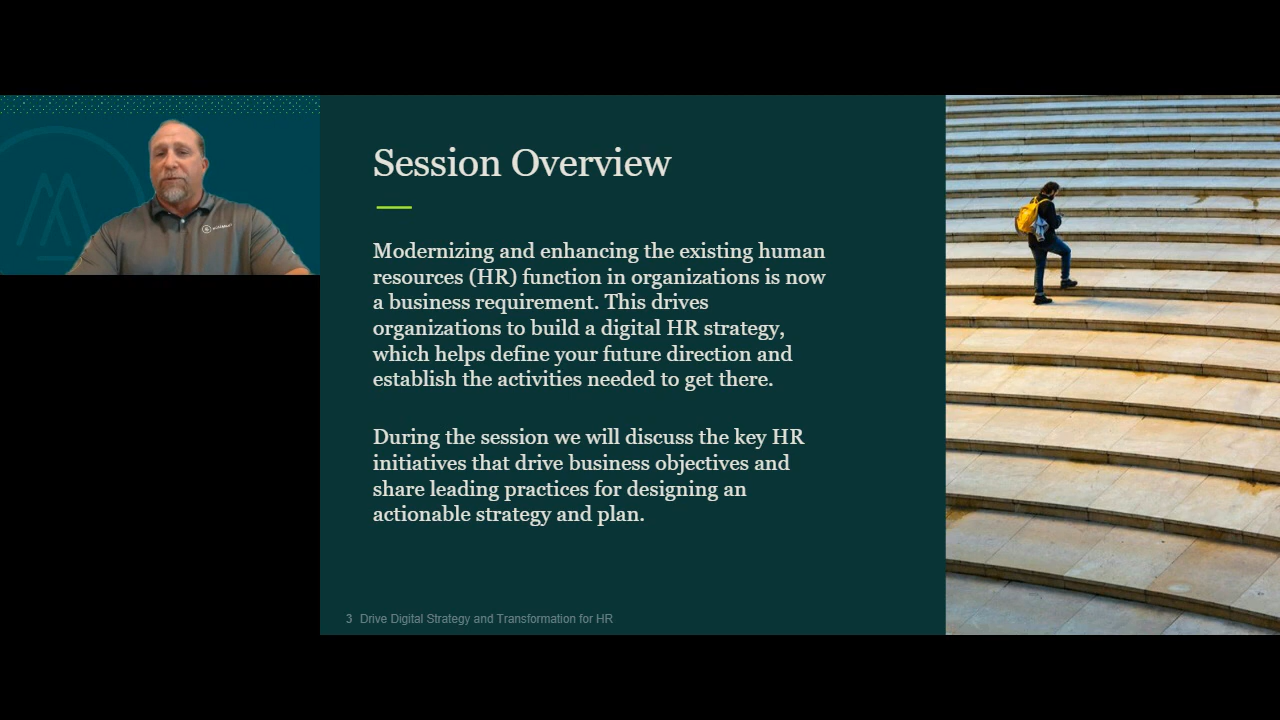 Session Overview
Modernizing and enhancing the existing human
resources (HR) function in organizations is now
a business requirement. This drives
organizations to build a digital HR strategy,
which helps define your future direction and
establish the activities needed to get there.
During the session we will discuss the key HR
initiatives that drive business objectives and
share leading practices for designing an
actionable strategy and plan.
3 Drive Digital Strategy and Transformation for HR